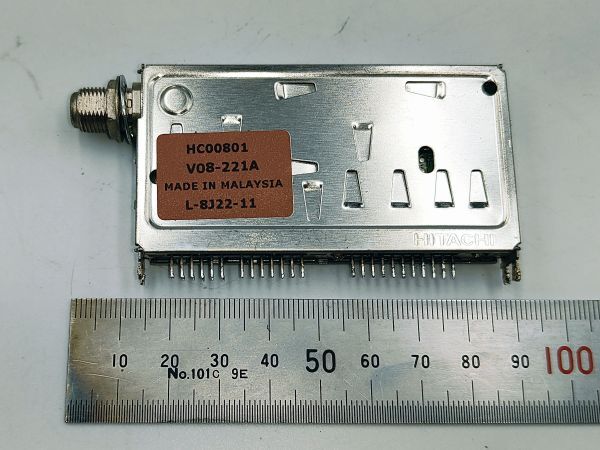 HC00801
V08-221A
MADE IN MALAYSIA
L-8J22-11
HITACHI
10 20 30 40 50 60 70 80 90 100
No.101C 9E